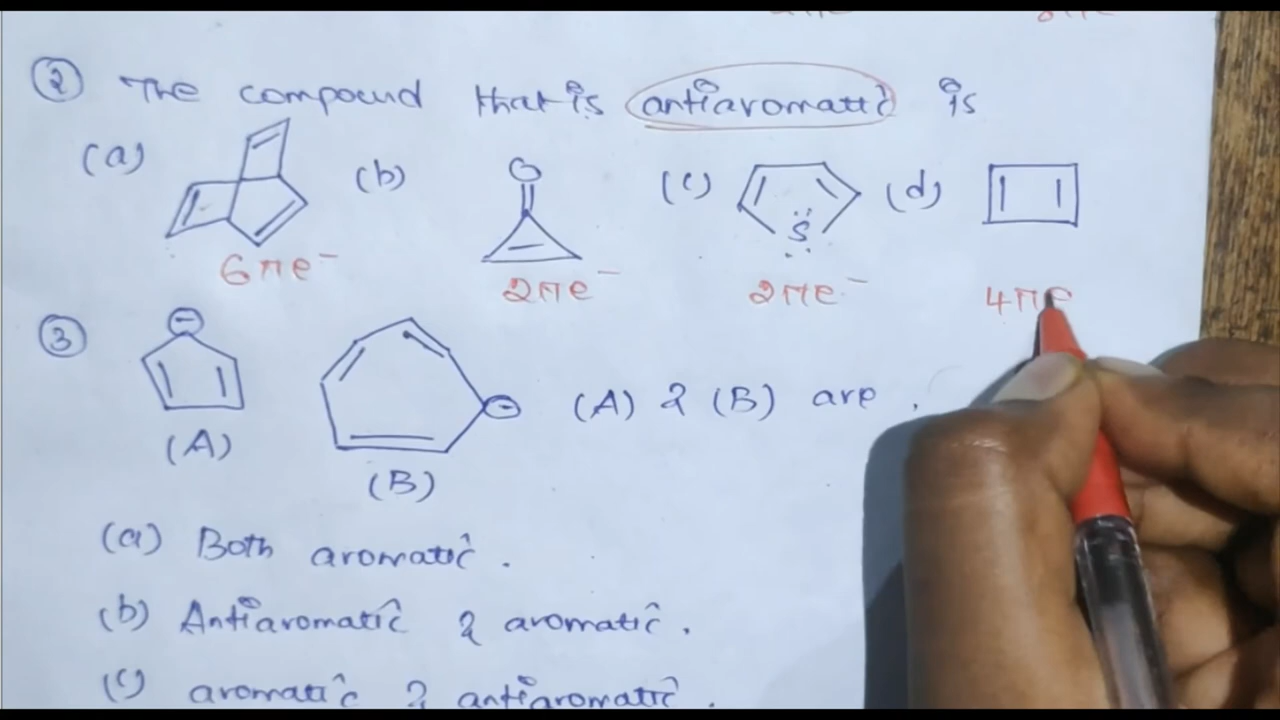 ② The compound that is antiaromatic is
(a) (b) O (c) S (d)
6πe⁻ 2πe⁻ 2πe⁻ 4πe
③ (A) & (B) are .
(A) (B)
(a) Both aromatic.
(b) Antiaromatic & aromatic.
(c) aromatic & antiaromatic.